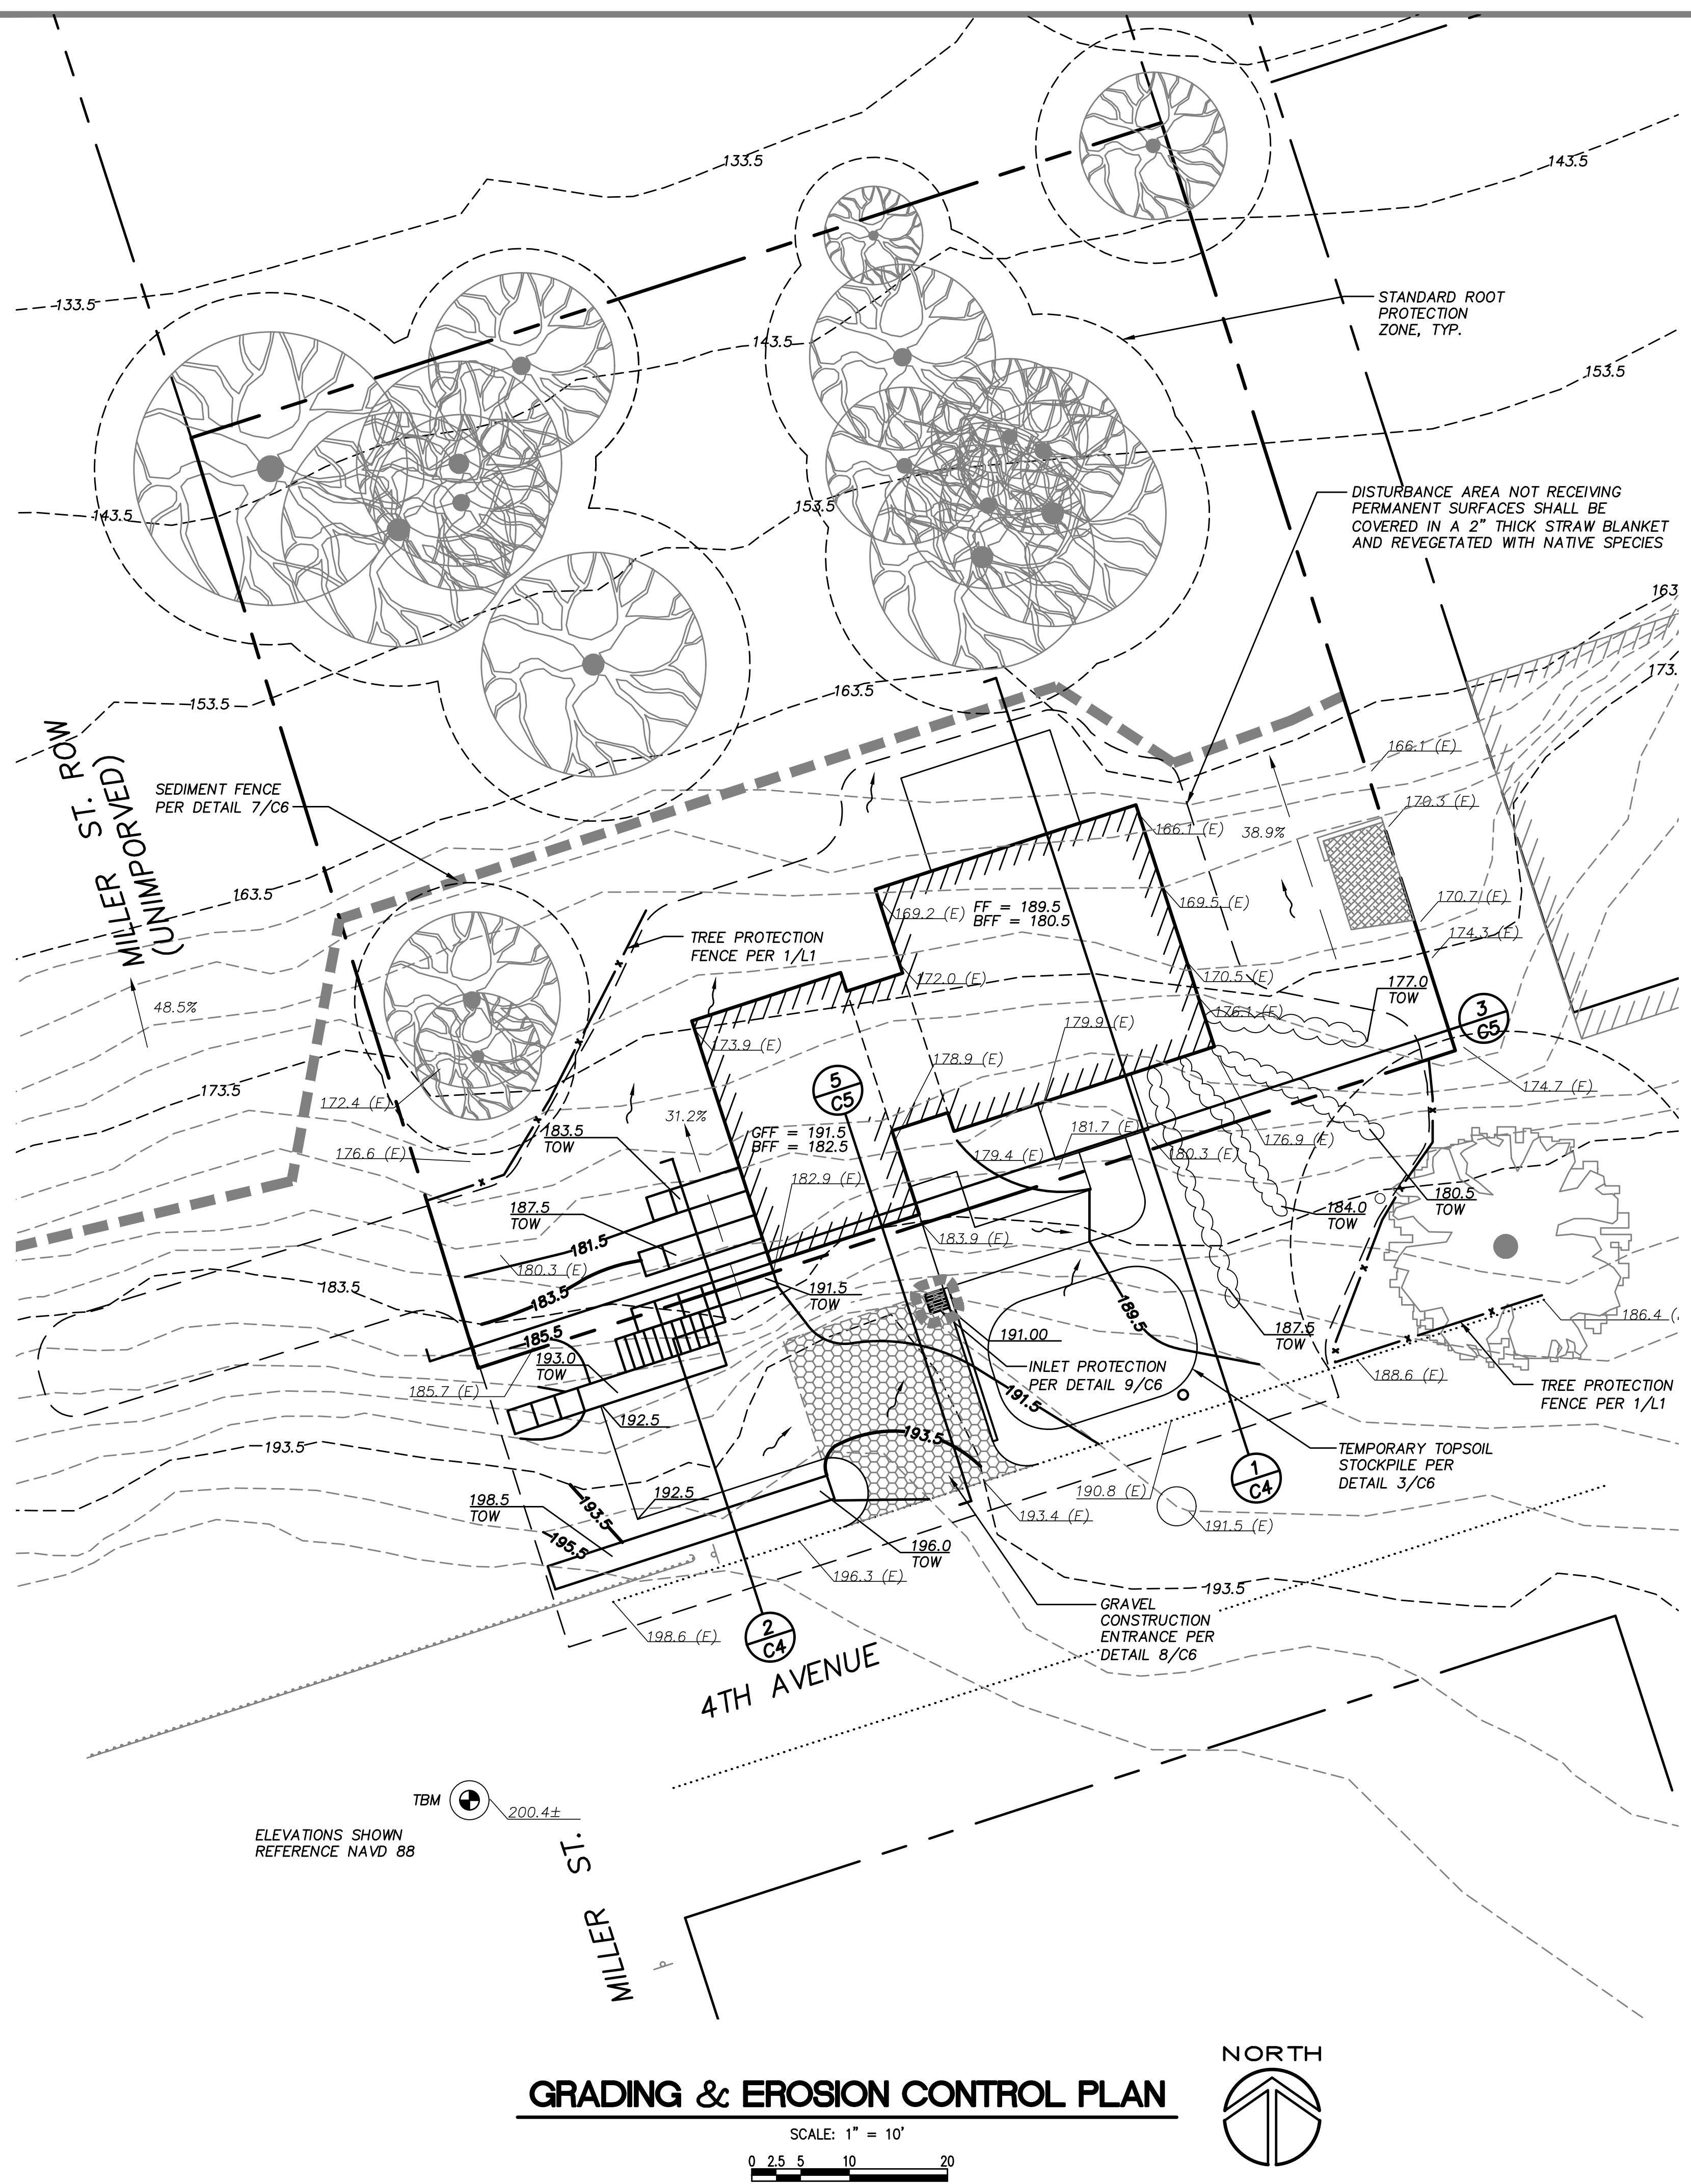 133.5
143.5
133.5
STANDARD ROOT
PROTECTION
ZONE, TYP.
143.5
153.5
DISTURBANCE AREA NOT RECEIVING
PERMANENT SURFACES SHALL BE
COVERED IN A 2" THICK STRAW BLANKET
AND REVEGETATED WITH NATIVE SPECIES
153.5
143.5
163
173.
163.5
153.5
MILLER ST. ROW
(UNIMPORVED)
SEDIMENT FENCE
PER DETAIL 7/C6
166.1 (E)
170.3 (E)
166.1 (E)
38.9%
163.5
169.2 (E)
FF = 189.5
BFF = 180.5
169.5 (E)
170.7 (E)
174.3 (E)
TREE PROTECTION
FENCE PER 1/L1
172.0 (E)
170.5 (E)
177.0
TOW
48.5%
176.1 (E)
3
C5
179.9 (E)
173.9 (E)
178.9 (E)
5
C5
174.7 (E)
173.5
172.4 (E)
31.2%
183.5
TOW
GFF = 191.5
BFF = 182.5
181.7 (E)
176.9 (E)
176.6 (E)
179.4 (E)
180.3 (E)
182.9 (E)
187.5
TOW
184.0
TOW
180.5
TOW
183.9 (E)
181.5
180.3 (E)
183.5
183.5
191.5
TOW
189.5
186.4 (
187.5
TOW
191.00
185.5
193.0
TOW
INLET PROTECTION
PER DETAIL 9/C6
188.6 (E)
185.7 (E)
TREE PROTECTION
FENCE PER 1/L1
191.5
192.5
193.5
193.5
TEMPORARY TOPSOIL
STOCKPILE PER
DETAIL 3/C6
1
C4
192.5
190.8 (E)
198.5
TOW
193.5
193.4 (E)
191.5 (E)
195.5
196.0
TOW
196.3 (E)
193.5
GRAVEL
CONSTRUCTION
ENTRANCE PER
DETAIL 8/C6
198.6 (E)
2
C4
4TH AVENUE
TBM
200.4±
ELEVATIONS SHOWN
REFERENCE NAVD 88
MILLER ST.
NORTH
GRADING & EROSION CONTROL PLAN
SCALE: 1" = 10'
0 2.5 5 10 20